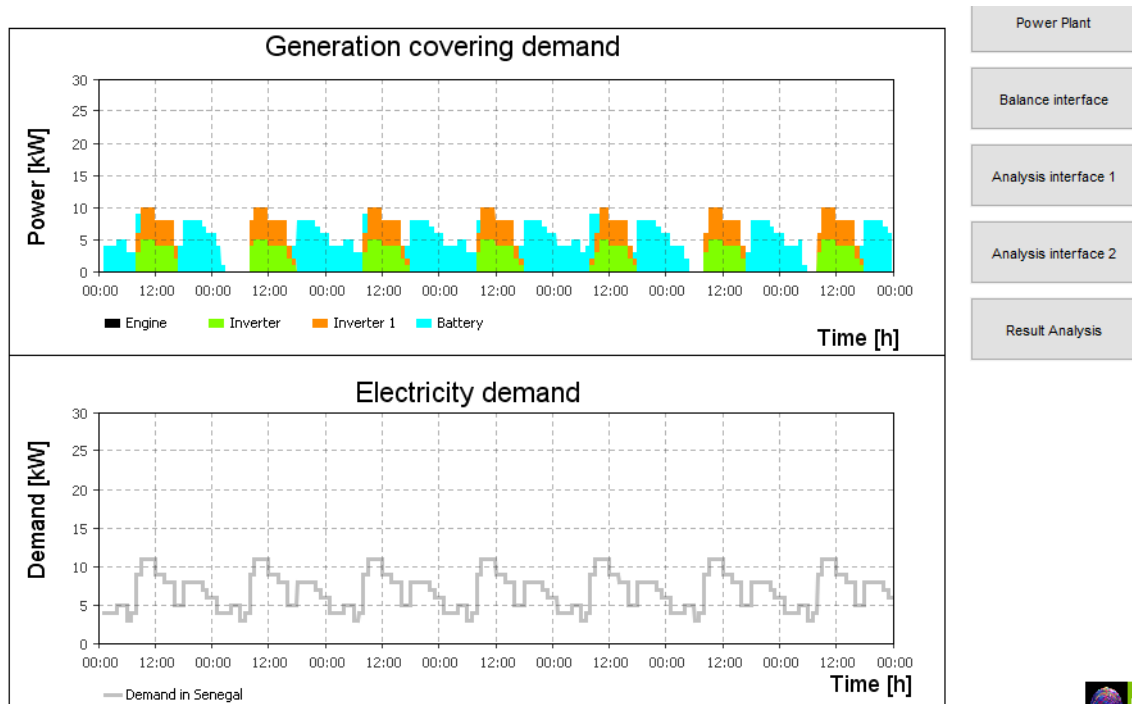 Generation covering demand
Power [kW]
30
25
20
15
10
5
0
00:00 12:00 00:00 12:00 00:00 12:00 00:00 12:00 00:00 12:00 00:00 12:00 00:00 12:00 00:00
Engine Inverter Inverter 1 Battery
Time [h]
Electricity demand
Demand [kW]
30
25
20
15
10
5
0
00:00 12:00 00:00 12:00 00:00 12:00 00:00 12:00 00:00 12:00 00:00 12:00 00:00 12:00 00:00
Time [h]
Demand in Senegal
Power Plant
Balance interface
Analysis interface 1
Analysis interface 2
Result Analysis